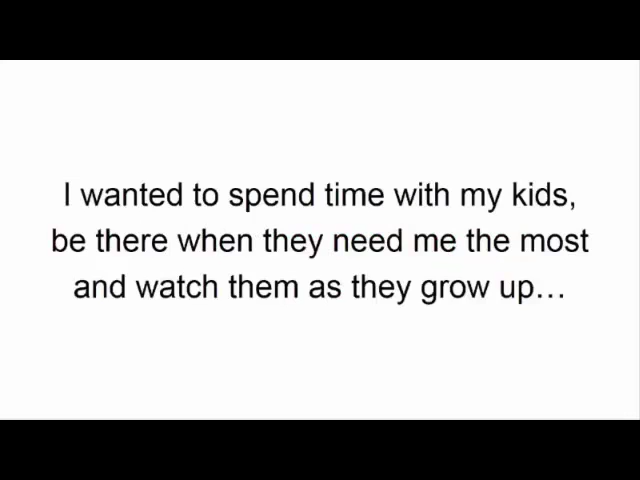 I wanted to spend time with my kids,
be there when they need me the most
and watch them as they grow up…